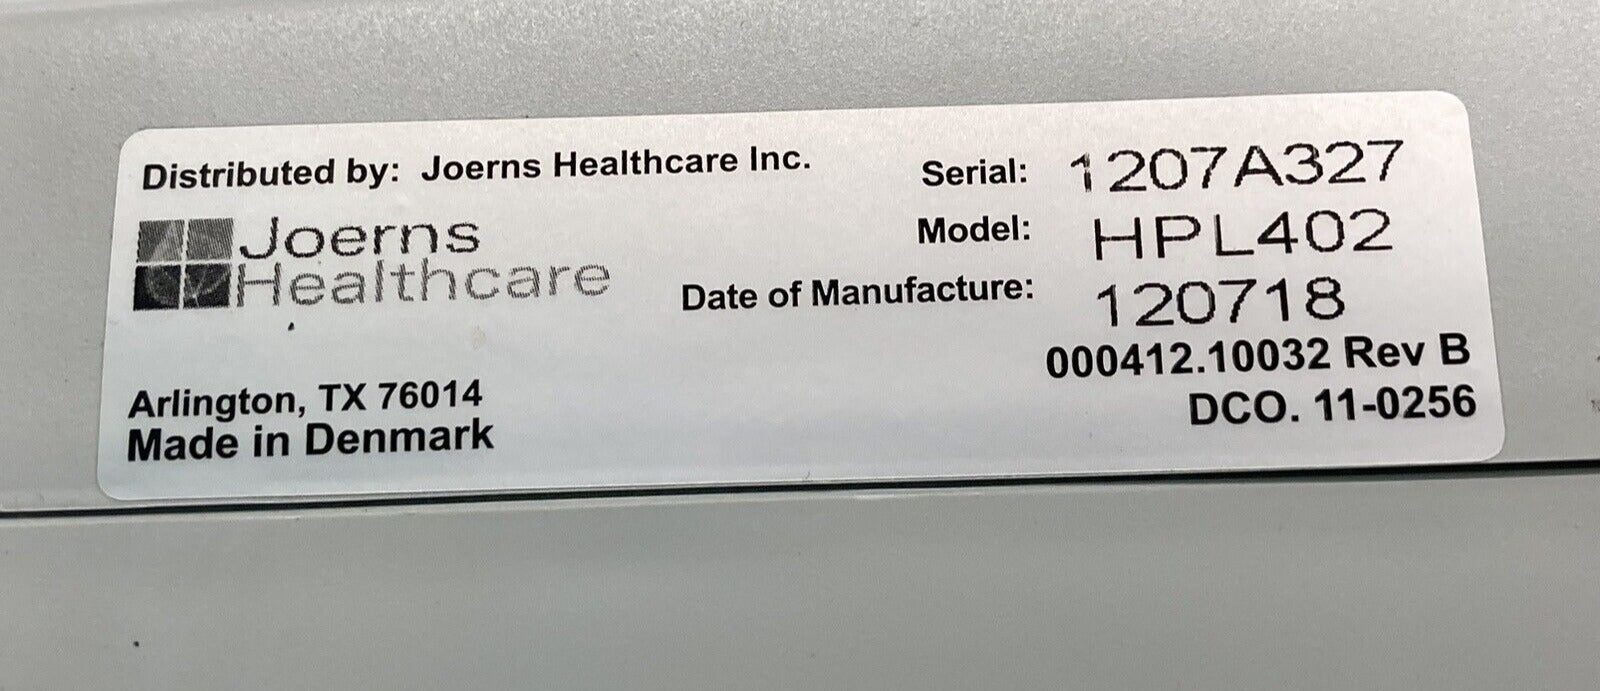 Distributed by: Joerns Healthcare Inc.
Joerns
Healthcare
Arlington, TX 76014
Made in Denmark
Serial: 1207A327
Model: HPL402
Date of Manufacture: 120718
000412.10032 Rev B
DCO. 11-0256